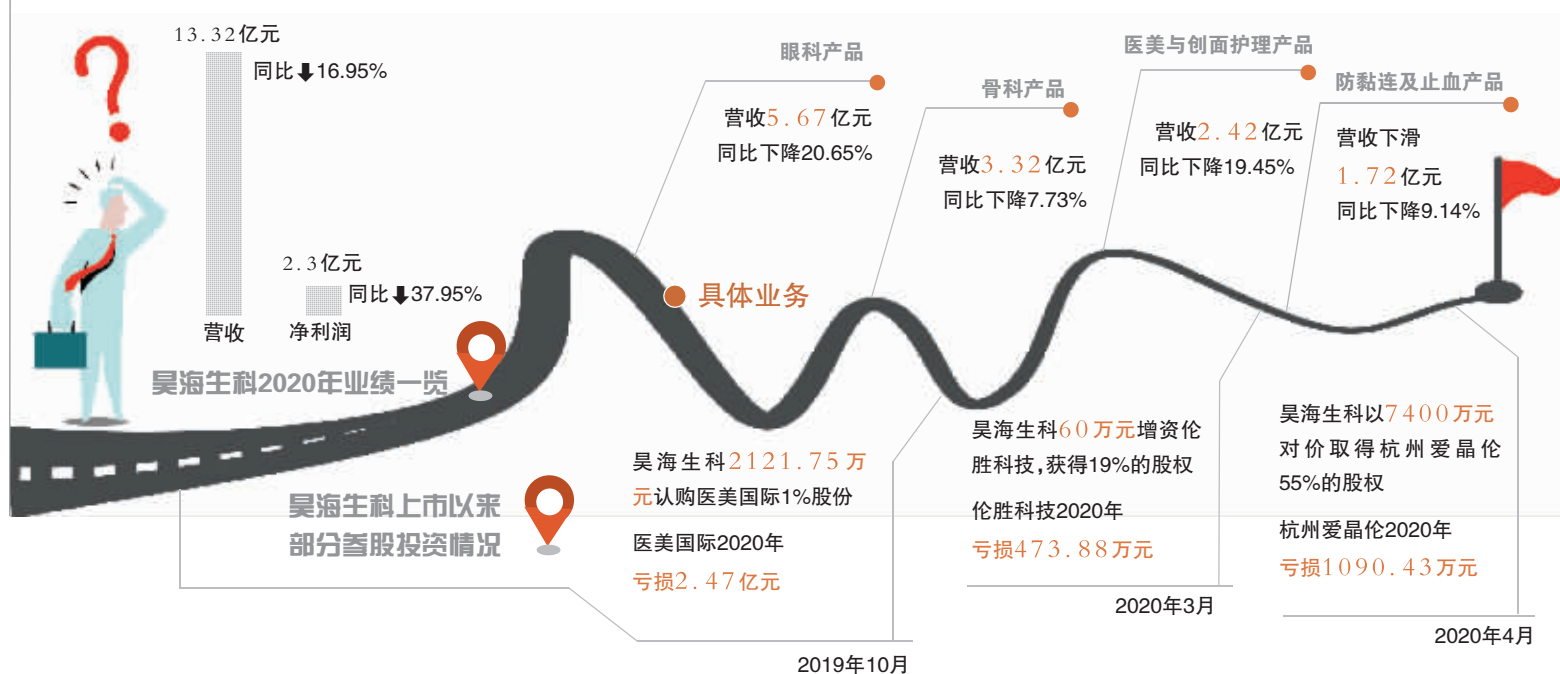 13.32亿元
同比⬇16.95%
2.3亿元
同比⬇37.95%
营收
净利润
昊海生科2020年业绩一览
眼科产品
营收5.67亿元
同比下降20.65%
骨科产品
营收3.32亿元
同比下降7.73%
医美与创面护理产品
营收2.42亿元
同比下降19.45%
防黏连及止血产品
营收下滑
1.72亿元
同比下降9.14%
具体业务
昊海生科上市以来
部分参股投资情况
昊海生科2121.75万
元认购医美国际1%股份
医美国际2020年
亏损2.47亿元
2019年10月
昊海生科60万元增资伦
胜科技,获得19%的股权
伦胜科技2020年
亏损473.88万元
2020年3月
昊海生科以7400万元
对价取得杭州爱晶伦
55%的股权
杭州爱晶伦2020年
亏损1090.43万元
2020年4月